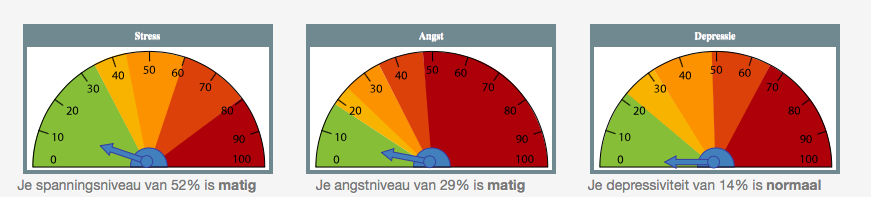 Stress
0 10 20 30 40 50 60 70 80 90 100
Je spanningsniveau van 52% is matig
Angst
0 10 20 30 40 50 60 70 80 90 100
Je angstniveau van 29% is matig
Depressie
0 10 20 30 40 50 60 70 80 90 100
Je depressiviteit van 14% is normaal